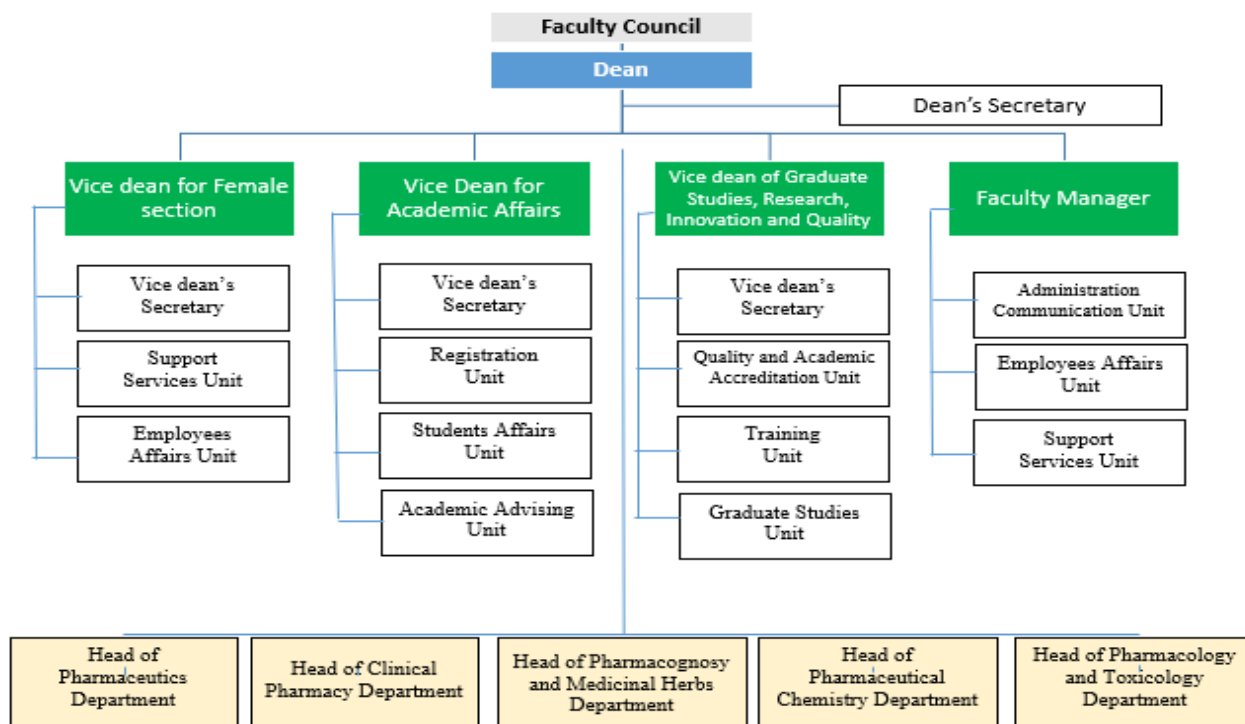 Faculty Council
Dean
Dean's Secretary
Vice dean for Female
section
Vice Dean for
Academic Affairs
Vice dean of Graduate
Studies, Research,
Innovation and Quality
Faculty Manager
Vice dean's
Secretary
Support
Services Unit
Employees
Affairs Unit
Vice dean's
Secretary
Registration
Unit
Students Affairs
Unit
Academic Advising
Unit
Vice dean's
Secretary
Quality and Academic
Accreditation Unit
Training
Unit
Graduate Studies
Unit
Administration
Communication Unit
Employees Affairs
Unit
Support
Services Unit
Head of
Pharmaceutics
Department
Head of Clinical
Pharmacy Department
Head of Pharmacognosy
and Medicinal Herbs
Department
Head of
Pharmaceutical
Chemistry Department
Head of Pharmacology
and Toxicology
Department